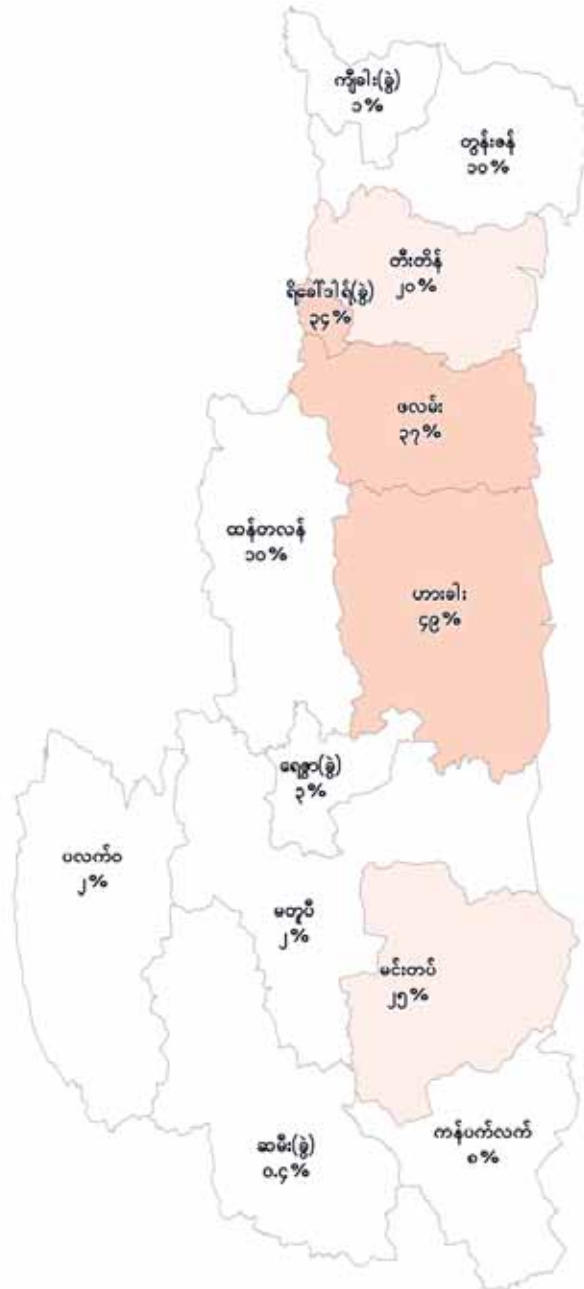 ကျီခါး(ခွဲ)
၁%
တွန်းဇန်
၁၀%
တီးတိန်
၂၀%
ရိခေါ်ဒါရ်(ခွဲ)
၃၄%
ဖလမ်း
၃၇%
ထန်တလန်
၁၀%
ဟားခါး
၄၉%
ရေဇွာ(ခွဲ)
၃%
ပလက်ဝ
၂%
မတူပီ
၂%
မင်းတပ်
၂၅%
ဆမီး(ခွဲ)
၀.၄%
ကန်ပက်လက်
၈%